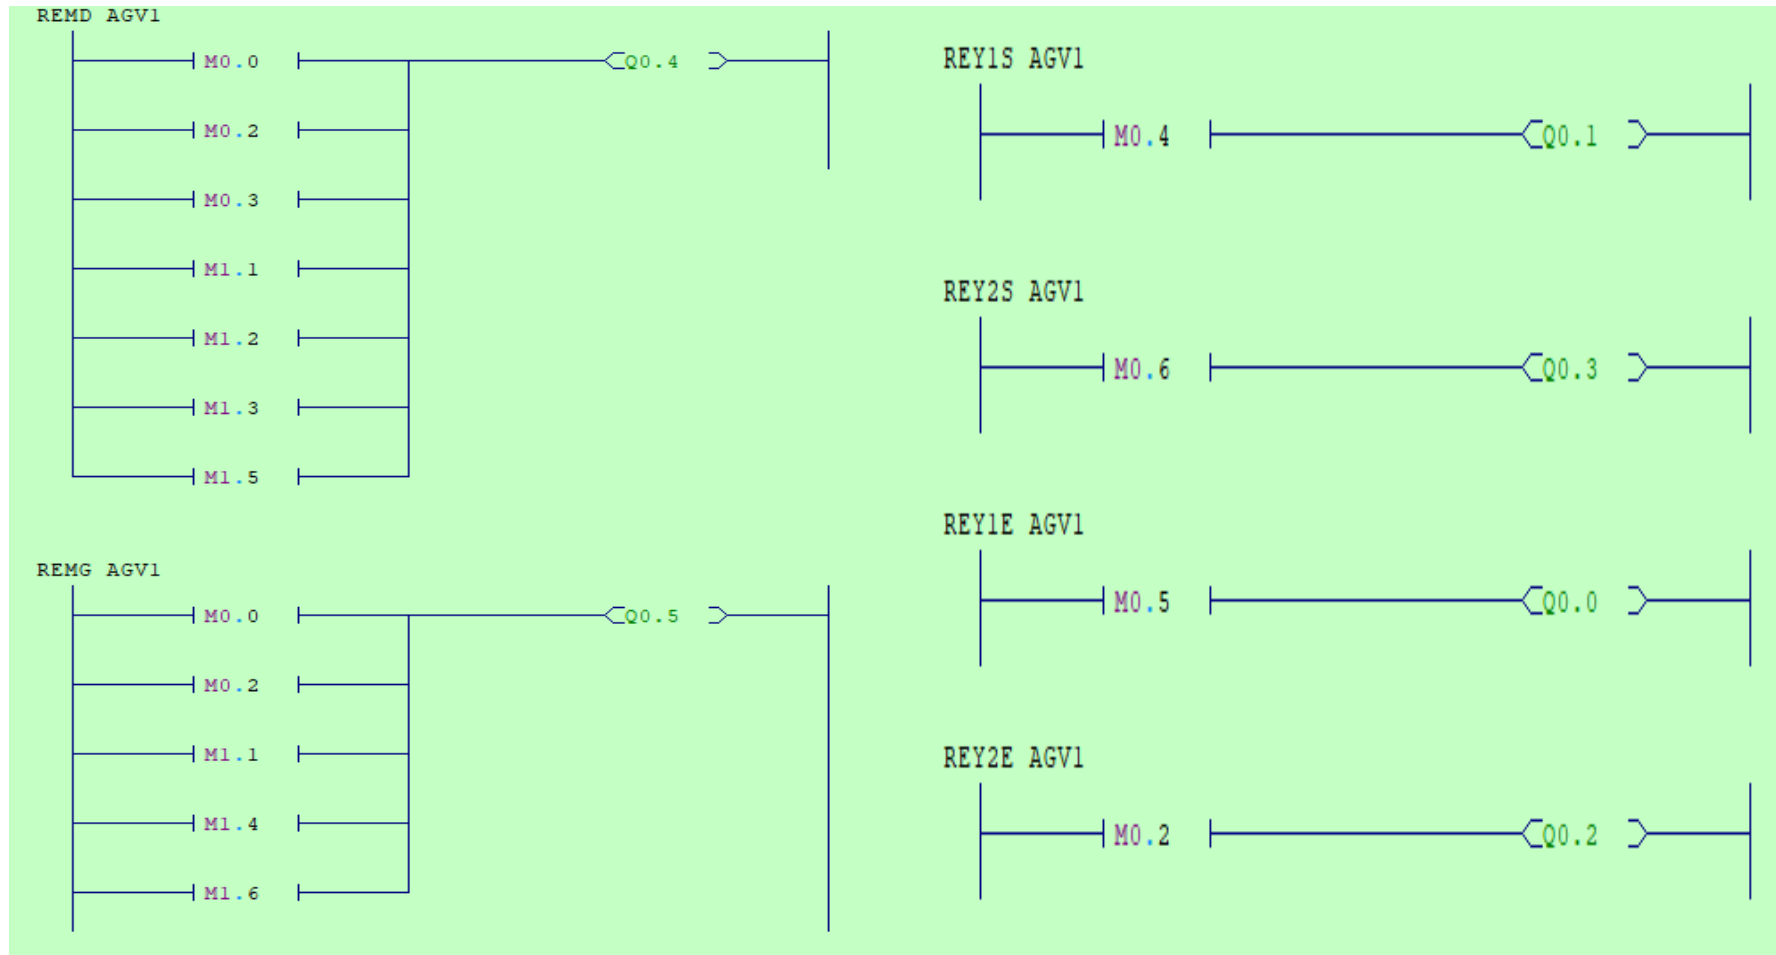 REMD AGV1
M0.0 Q0.4
M0.2
M0.3
M1.1
M1.2
M1.3
M1.5
REMG AGV1
M0.0 Q0.5
M0.2
M1.1
M1.4
M1.6
REY1S AGV1
M0.4 Q0.1
REY2S AGV1
M0.6 Q0.3
REY1E AGV1
M0.5 Q0.0
REY2E AGV1
M0.2 Q0.2